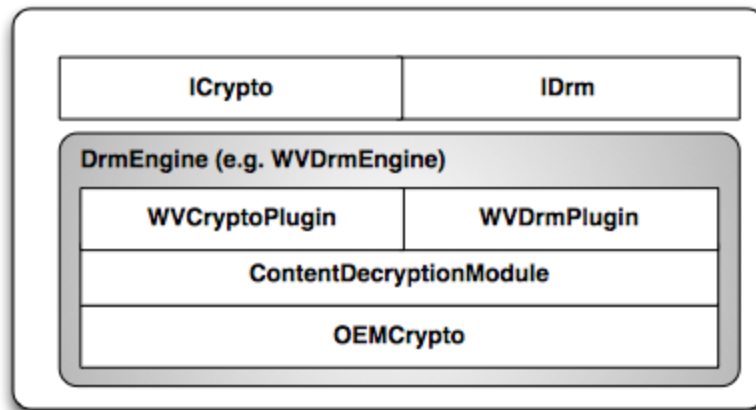 ICrypto IDrm
DrmEngine (e.g. WVDrmEngine)
WVCryptoPlugin WVDrmPlugin
ContentDecryptionModule
OEMCrypto